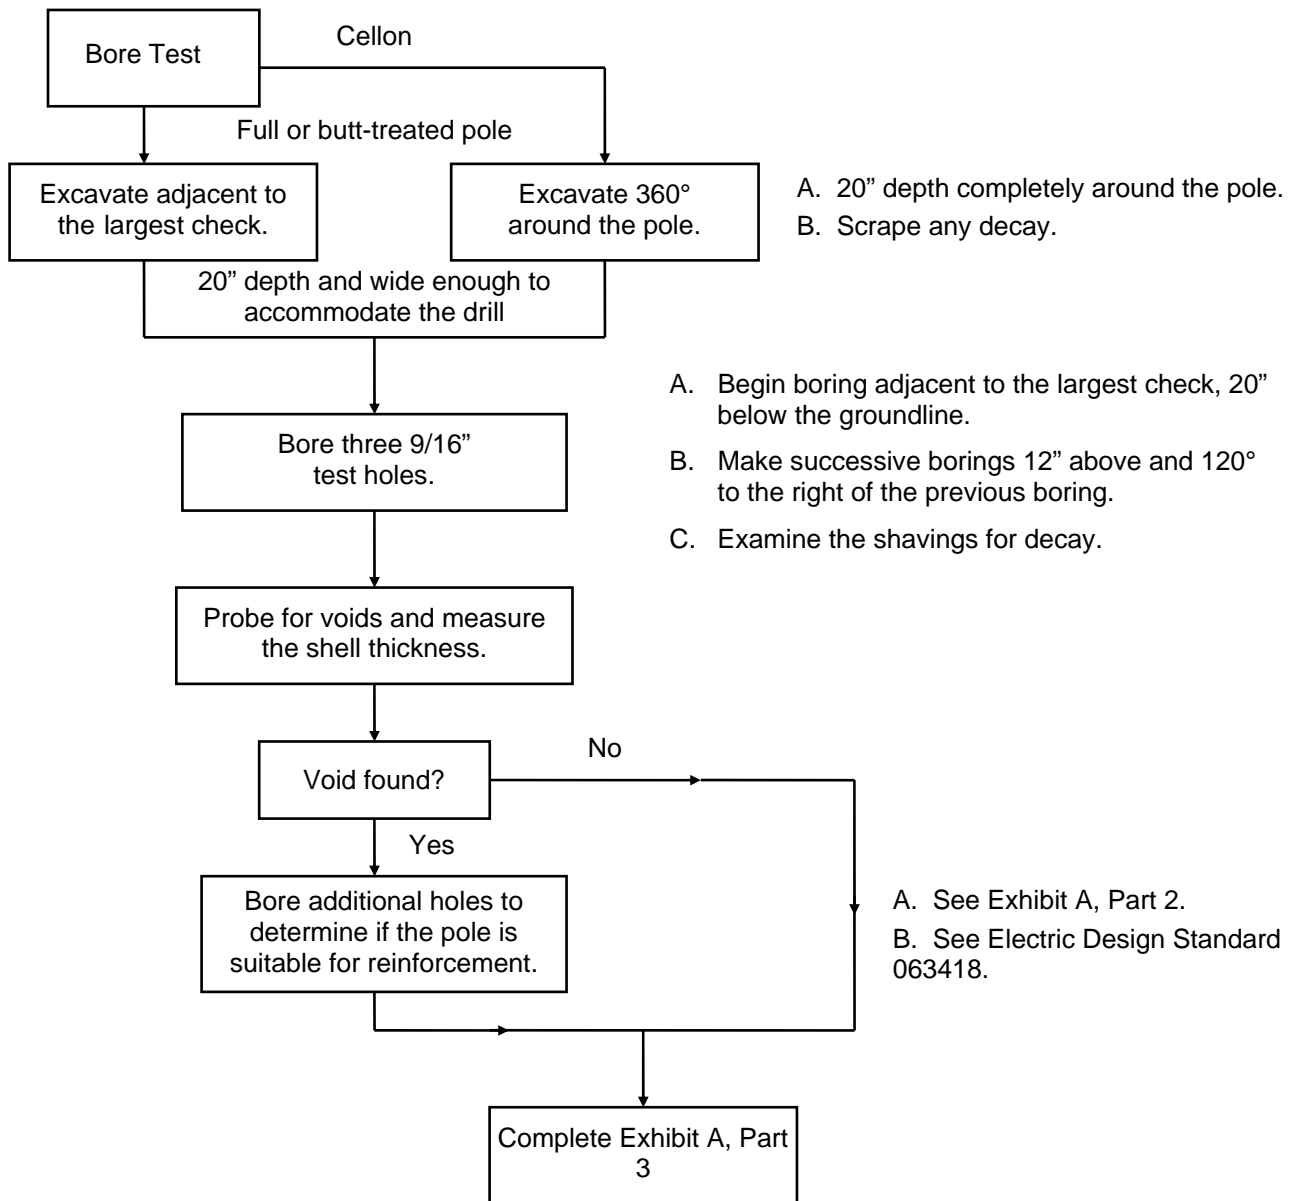 Cellon
Bore Test
Full or butt-treated pole
Excavate adjacent to
the largest check.
Excavate 360°
around the pole.
A. 20” depth completely around the pole.
B. Scrape any decay.
20” depth and wide enough to
accommodate the drill
Bore three 9/16”
test holes.
A. Begin boring adjacent to the largest check, 20”
below the groundline.
B. Make successive borings 12” above and 120°
to the right of the previous boring.
C. Examine the shavings for decay.
Probe for voids and measure
the shell thickness.
Void found?
No
Yes
Bore additional holes to
determine if the pole is
suitable for reinforcement.
A. See Exhibit A, Part 2.
B. See Electric Design Standard
063418.
Complete Exhibit A, Part
3